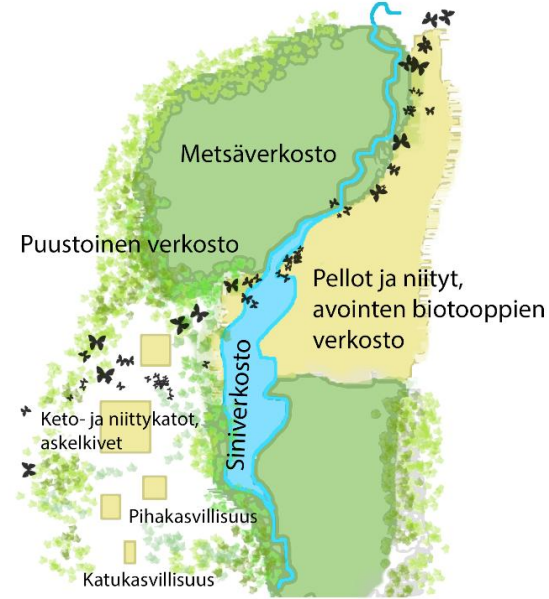 Metsäverkosto
Puustoinen verkosto
Pellot ja niityt,
avointen biotooppien
verkosto
Siniverkosto
Keto- ja niittykatot,
askelkivet
Pihakasvillisuus
Katukasvillisuus